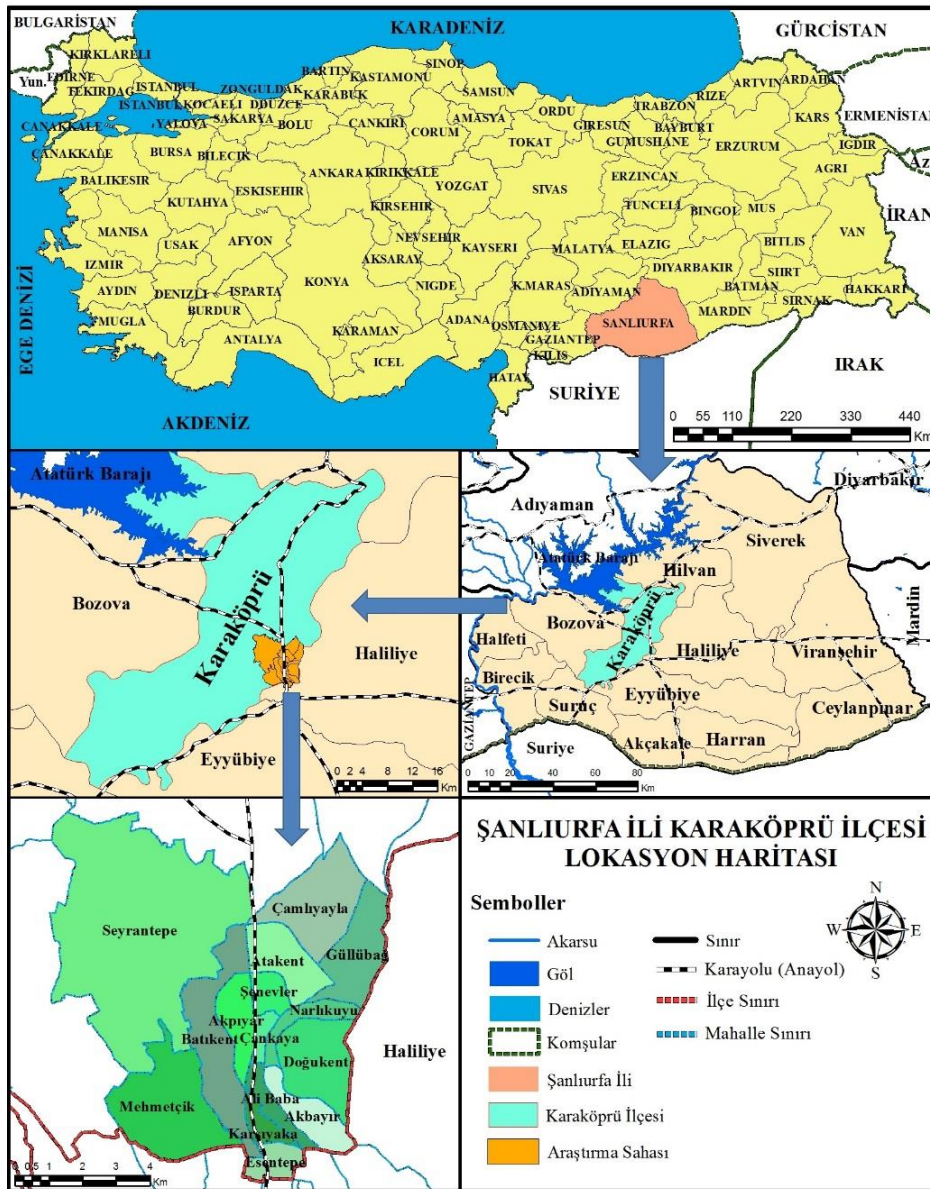 BULGARİSTAN
KARADENİZ
GÜRCİSTAN
Yun.
KIRKLARELI
EDIRNE
TEKIRDAG
ISTANBUL
ISTANBUL
KOCAELI
YALOVA
SAKARYA
DDUZCE
ZONGULDAK
BARTIN
KARABUK
BOLU
KASTAMONU
SINOP
CANKIRI
SAMSUN
CORUM
AMASYA
TOKAT
ORDU
GIRESUN
TRABZON
GUMUSHANE
BAYBURT
RIZE
ARTVIN
ARDAHAN
KARS
ERMENİSTAN
IGDIR
Az
AGRI
ERZURUM
CANAKKALE
CANAKKALE
BALIKESIR
BURSA
BILECIK
KUTAHYA
ESKISEHIR
ANKARA
KIRIKKALE
KIRSEHIR
YOZGAT
SIVAS
ERZINCAN
TUNCELI
BINGOL
MUS
BITLIS
VAN
İRAN
MANISA
USAK
AFYON
IZMIR
AYDIN
DENIZLI
ISPARTA
BURDUR
MUGLA
ANTALYA
KONYA
AKSARAY
NEVSEHIR
NIGDE
KAYSERI
KARAMAN
ICEL
ADANA
K.MARAS
OSMANIYE
GAZIANTEP
KILIS
HATAY
MALATYA
ELAZIG
ADIYAMAN
DIYARBAKIR
SANLIURFA
MARDIN
BATMAN
SIIRT
SIRNAK
HAKKARI
EGE DENİZİ
AKDENİZ
SURİYE
IRAK
0 55 110 220 330 440
Km
Atatürk Barajı
Bozova
Karaköprü
Haliliye
Eyyübiye
0 2 4 8 12 16
Km
Adıyaman
Diyarbakır
Atatürk Barajı
Siverek
Hilvan
Bozova
Karaköprü
Halfeti
Birecik
Suruç
Eyyübiye
Haliliye
Viranşehir
Ceylanpınar
Akçakale
Harran
Mardin
GAZİANTEP
Suriye
0 10 20 40 60 80
Km
Seyrantepe
Çamlıyayla
Güllübağ
Atakent
Şenevler
Narlıkuyu
Akpıyar
Batıkent
Çankaya
Doğukent
Haliliye
Mehmetçik
Ali Baba
Akbayır
Karşıyaka
Esentepe
0 0,5 1 2 3 4
Km
ŞANLIURFA İLİ KARAKÖPRÜ İLÇESİ
LOKASYON HARİTASI
Semboller
Akarsu
Göl
Denizler
Komşular
Şanlıurfa İli
Karaköprü İlçesi
Araştırma Sahası
Sınır
Karayolu (Anayol)
İlçe Sınırı
Mahalle Sınırı
N
W
E
S